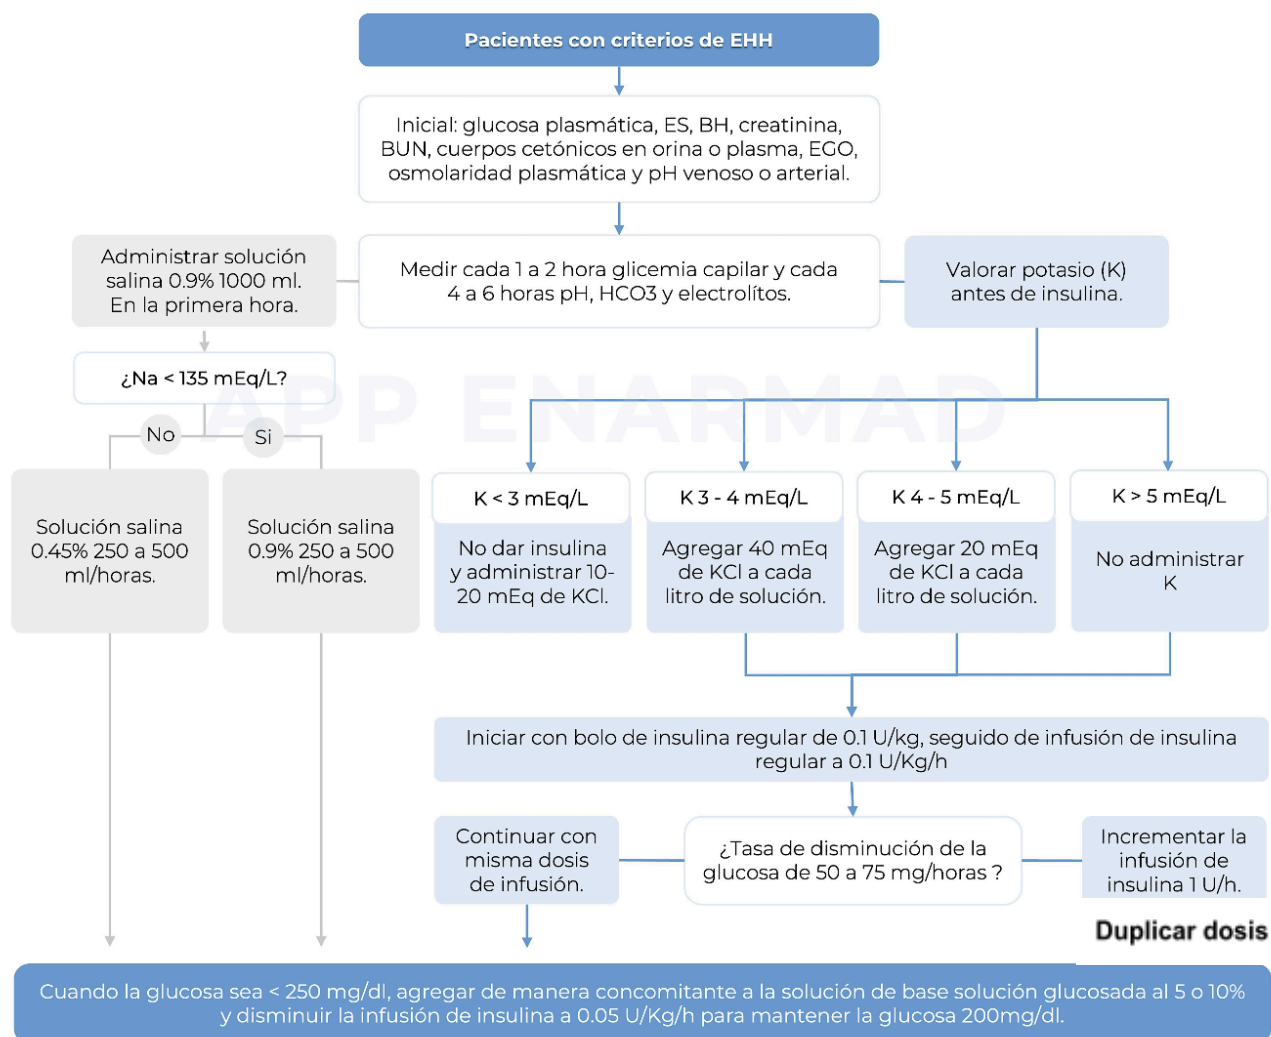 Pacientes con criterios de EHH
Inicial: glucosa plasmática, ES, BH, creatinina,
BUN, cuerpos cetónicos en orina o plasma, EGO,
osmolaridad plasmática y pH venoso o arterial.
Administrar solución
salina 0.9% 1000 ml.
En la primera hora.
Medir cada 1 a 2 hora glicemia capilar y cada
4 a 6 horas pH, HCO3 y electrolítos.
Valorar potasio (K)
antes de insulina.
¿Na < 135 mEq/L?
APP ENARMAD
No
Si
Solución salina
0.45% 250 a 500
ml/horas.
Solución salina
0.9% 250 a 500
ml/horas.
K < 3 mEq/L
No dar insulina
y administrar 10-
20 mEq de KCl.
K 3 - 4 mEq/L
Agregar 40 mEq
de KCl a cada
litro de solución.
K 4 - 5 mEq/L
Agregar 20 mEq
de KCl a cada
litro de solución.
K > 5 mEq/L
No administrar
K
Iniciar con bolo de insulina regular de 0.1 U/kg, seguido de infusión de insulina
regular a 0.1 U/Kg/h
Continuar con
misma dosis
de infusión.
¿Tasa de disminución de la
glucosa de 50 a 75 mg/horas ?
Incrementar la
infusión de
insulina 1 U/h.
Duplicar dosis
Cuando la glucosa sea < 250 mg/dl, agregar de manera concomitante a la solución de base solución glucosada al 5 o 10%
y disminuir la infusión de insulina a 0.05 U/Kg/h para mantener la glucosa 200mg/dl.